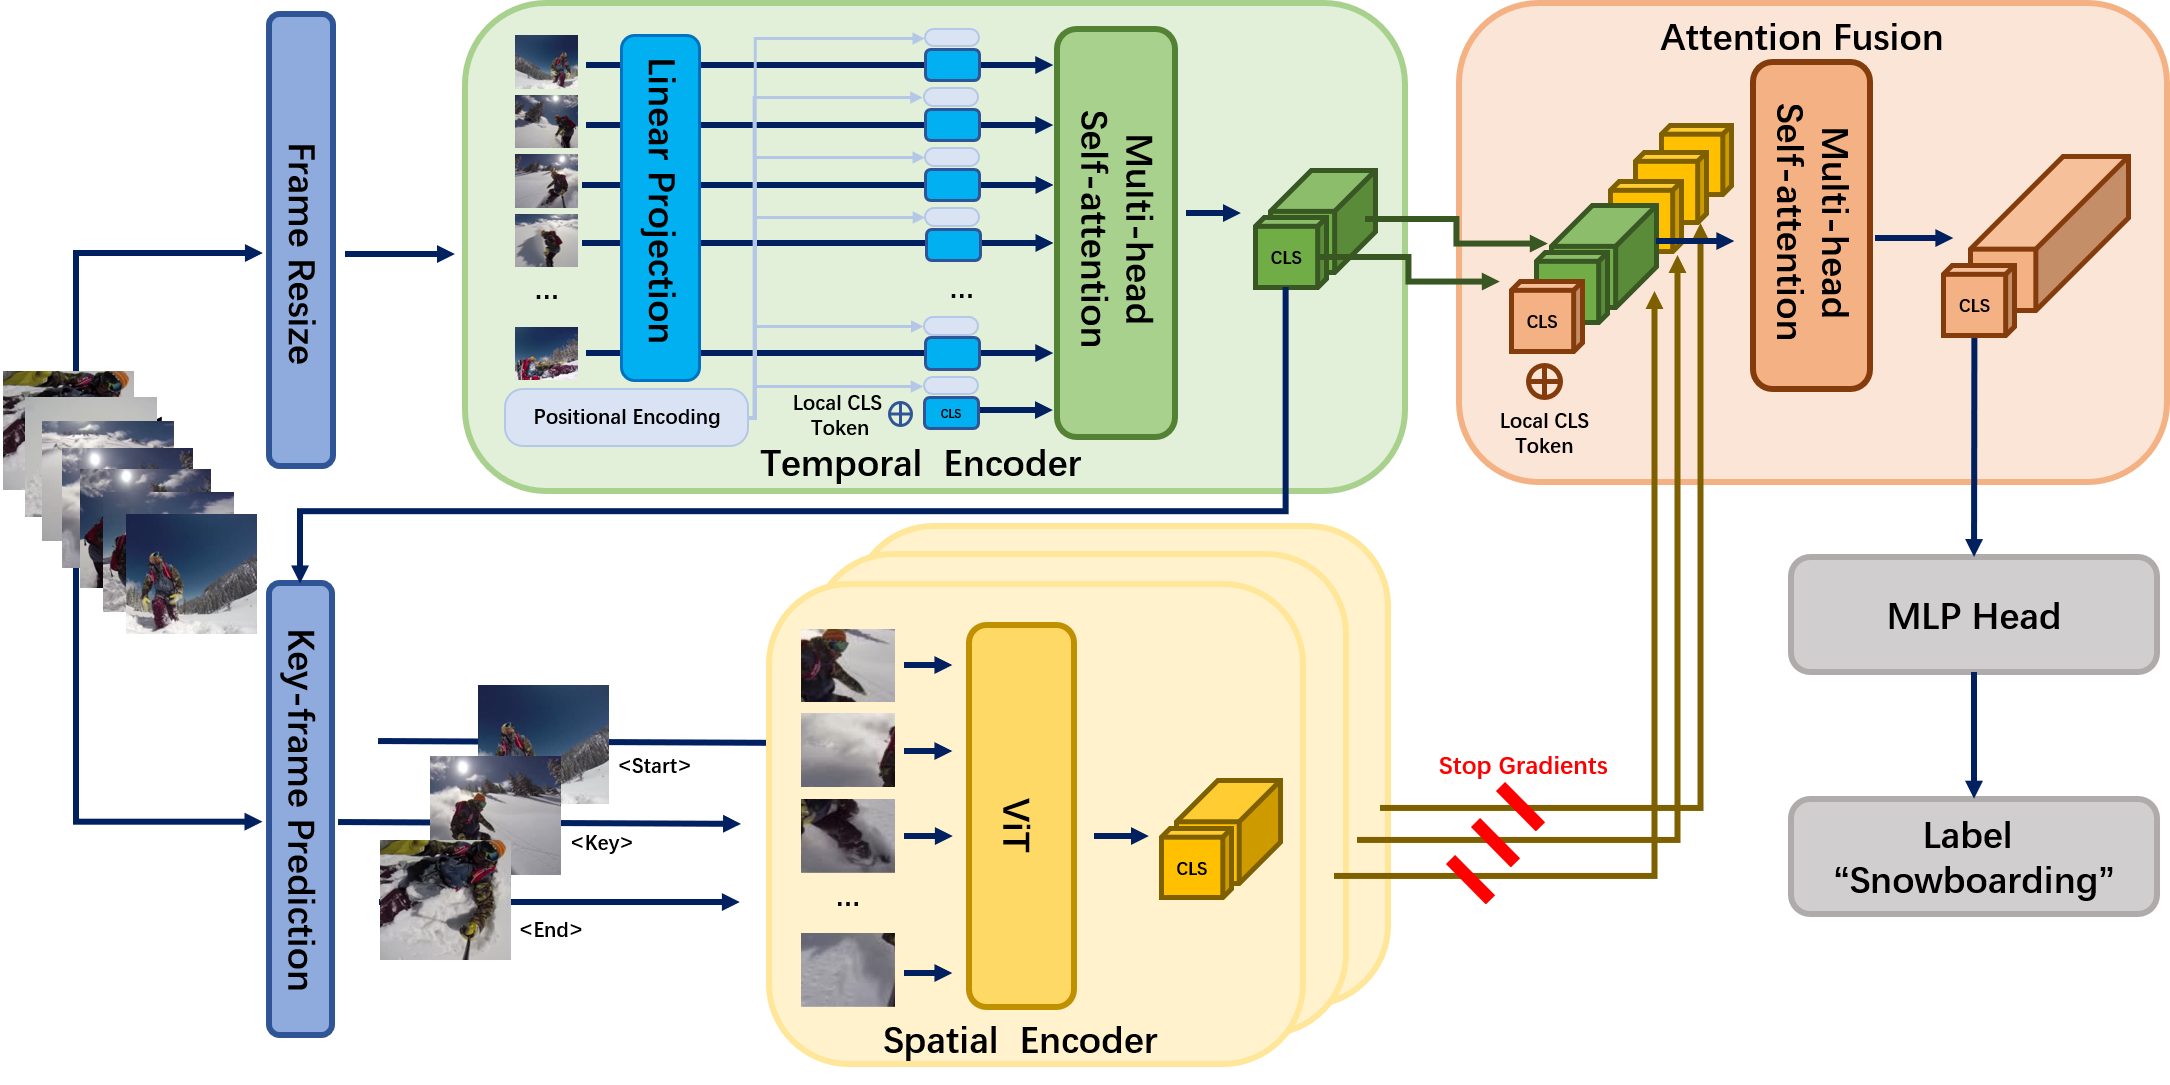 Frame Resize
Linear Projection
...
Positional Encoding
Local CLS
Token
...
CLS
Multi-head
Self-attention
Temporal Encoder
CLS
Attention Fusion
CLS
Local CLS
Token
Multi-head
Self-attention
CLS
Key-frame Prediction
<Start>
<Key>
<End>
...
ViT
CLS
Spatial Encoder
Stop Gradients
MLP Head
Label
“Snowboarding”